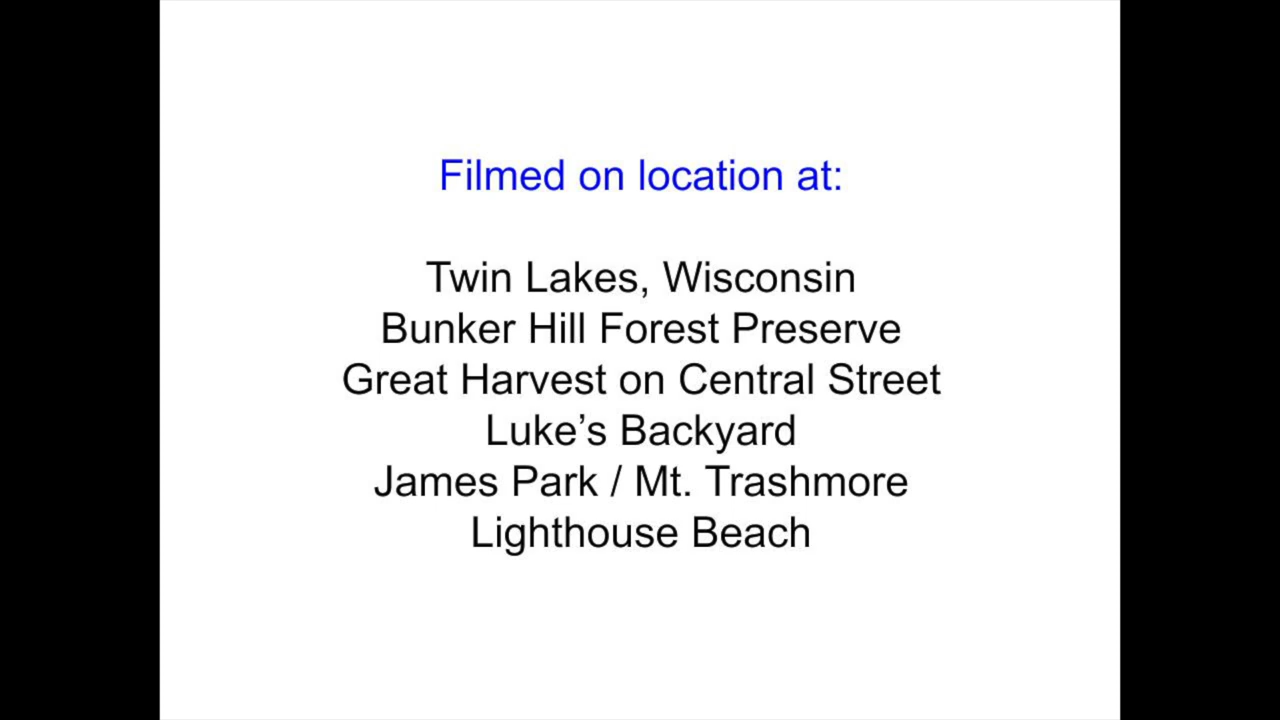 Filmed on location at:
Twin Lakes, Wisconsin
Bunker Hill Forest Preserve
Great Harvest on Central Street
Luke’s Backyard
James Park / Mt. Trashmore
Lighthouse Beach